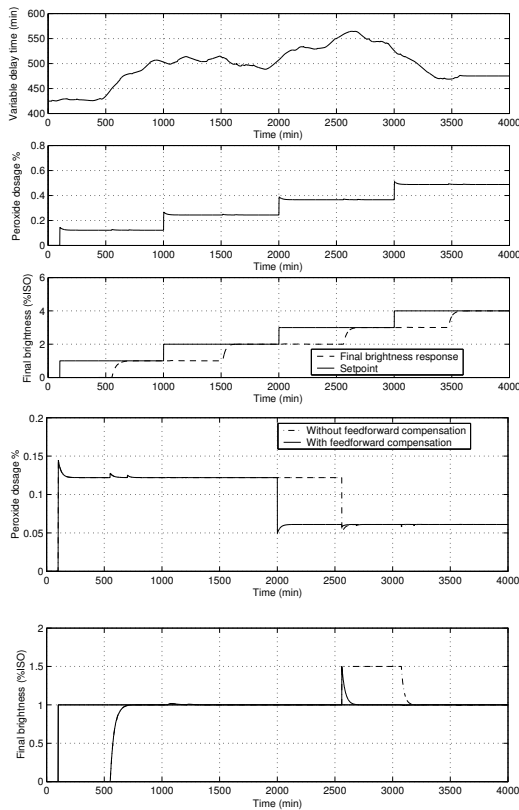 600
550
500
450
400
Variable delay time (min)
0 500 1000 1500 2000 2500 3000 3500 4000
Time (min)
0.8
0.6
0.4
0.2
0
Peroxide dosage %
0 500 1000 1500 2000 2500 3000 3500 4000
Time (min)
6
4
2
0
Final brightness (%ISO)
Final brightness response
Setpoint
0 500 1000 1500 2000 2500 3000 3500 4000
Time (min)
0.2
0.15
0.1
0.05
0
Peroxide dosage %
Without feedforward compensation
With feedforward compensation
0 500 1000 1500 2000 2500 3000 3500 4000
Time (min)
2
1.5
1
0.5
0
Final brightness (%ISO)
0 500 1000 1500 2000 2500 3000 3500 4000
Time (min)